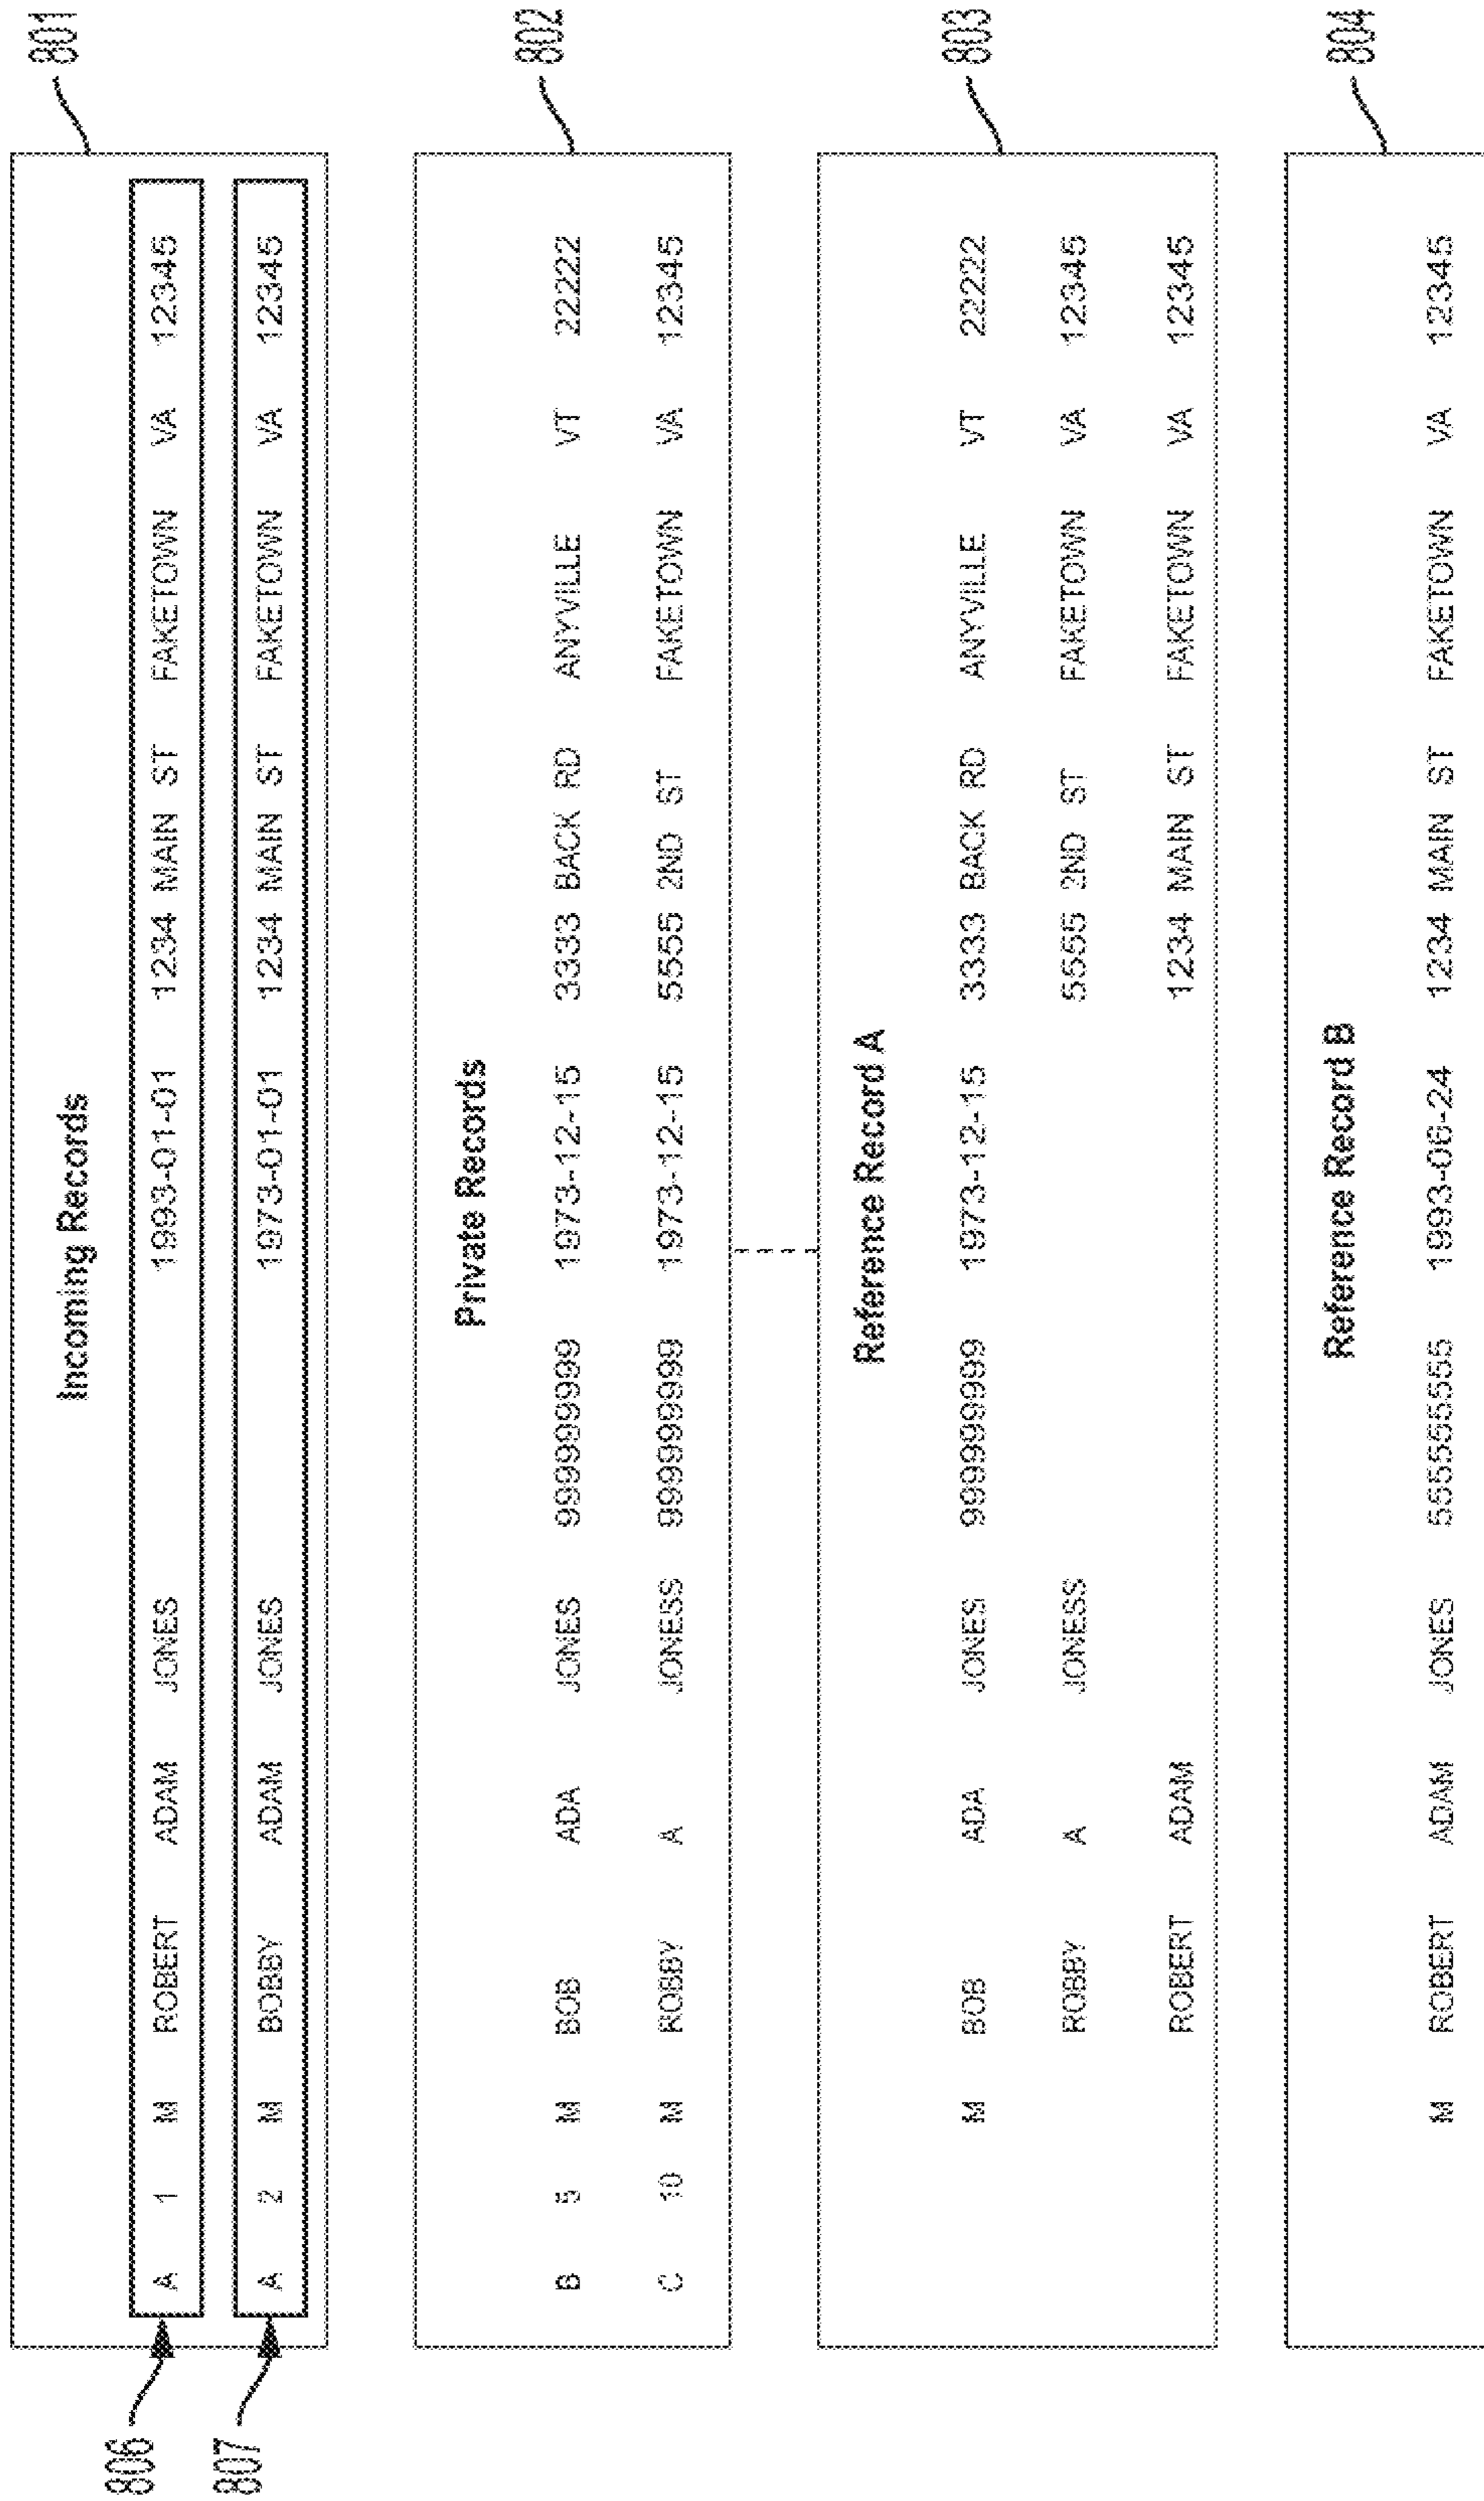 801
Incoming Records
806 A 1 M ROBERT ADAM JONES 1993-01-01 1234 MAIN ST FAKETOWN VA 12345
807 A 2 M BOBBY ADAM JONES 1973-01-01 1234 MAIN ST FAKETOWN VA 12345
802
Private Records
B 5 M BOB ADA JONES 999999999 1973-12-15 3333 BACK RD ANYVILLE VT 22222
C 10 M ROBBY A JONESS 999999999 1973-12-15 5555 2ND ST FAKETOWN VA 12345
803
Reference Record A
M BOB ADA JONES 999999999 1973-12-15 3333 BACK RD ANYVILLE VT 22222
ROBBY A JONESS 5555 2ND ST FAKETOWN VA 12345
ROBERT ADAM 1234 MAIN ST FAKETOWN VA 12345
804
Reference Record B
M ROBERT ADAM JONES 555555555 1993-06-24 1234 MAIN ST FAKETOWN VA 12345